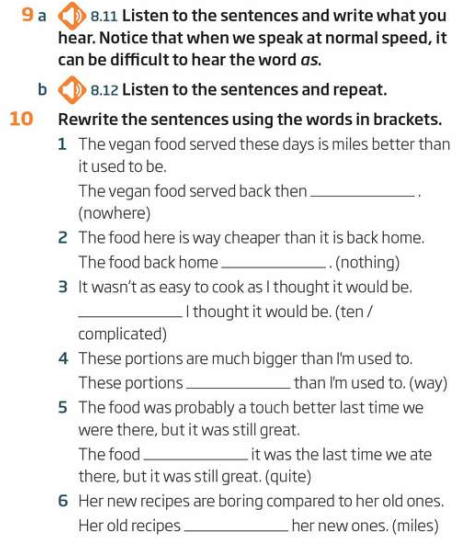 9 a 8.11 Listen to the sentences and write what you
hear. Notice that when we speak at normal speed, it
can be difficult to hear the word as.
b 8.12 Listen to the sentences and repeat.
10 Rewrite the sentences using the words in brackets.
1 The vegan food served these days is miles better than
it used to be.
The vegan food served back then ______________ .
(nowhere)
2 The food here is way cheaper than it is back home.
The food back home ______________ . (nothing)
3 It wasn't as easy to cook as I thought it would be.
______________ I thought it would be. (ten /
complicated)
4 These portions are much bigger than I'm used to.
These portions ______________ than I'm used to. (way)
5 The food was probably a touch better last time we
were there, but it was still great.
The food ______________ it was the last time we ate
there, but it was still great. (quite)
6 Her new recipes are boring compared to her old ones.
Her old recipes ______________ her new ones. (miles)